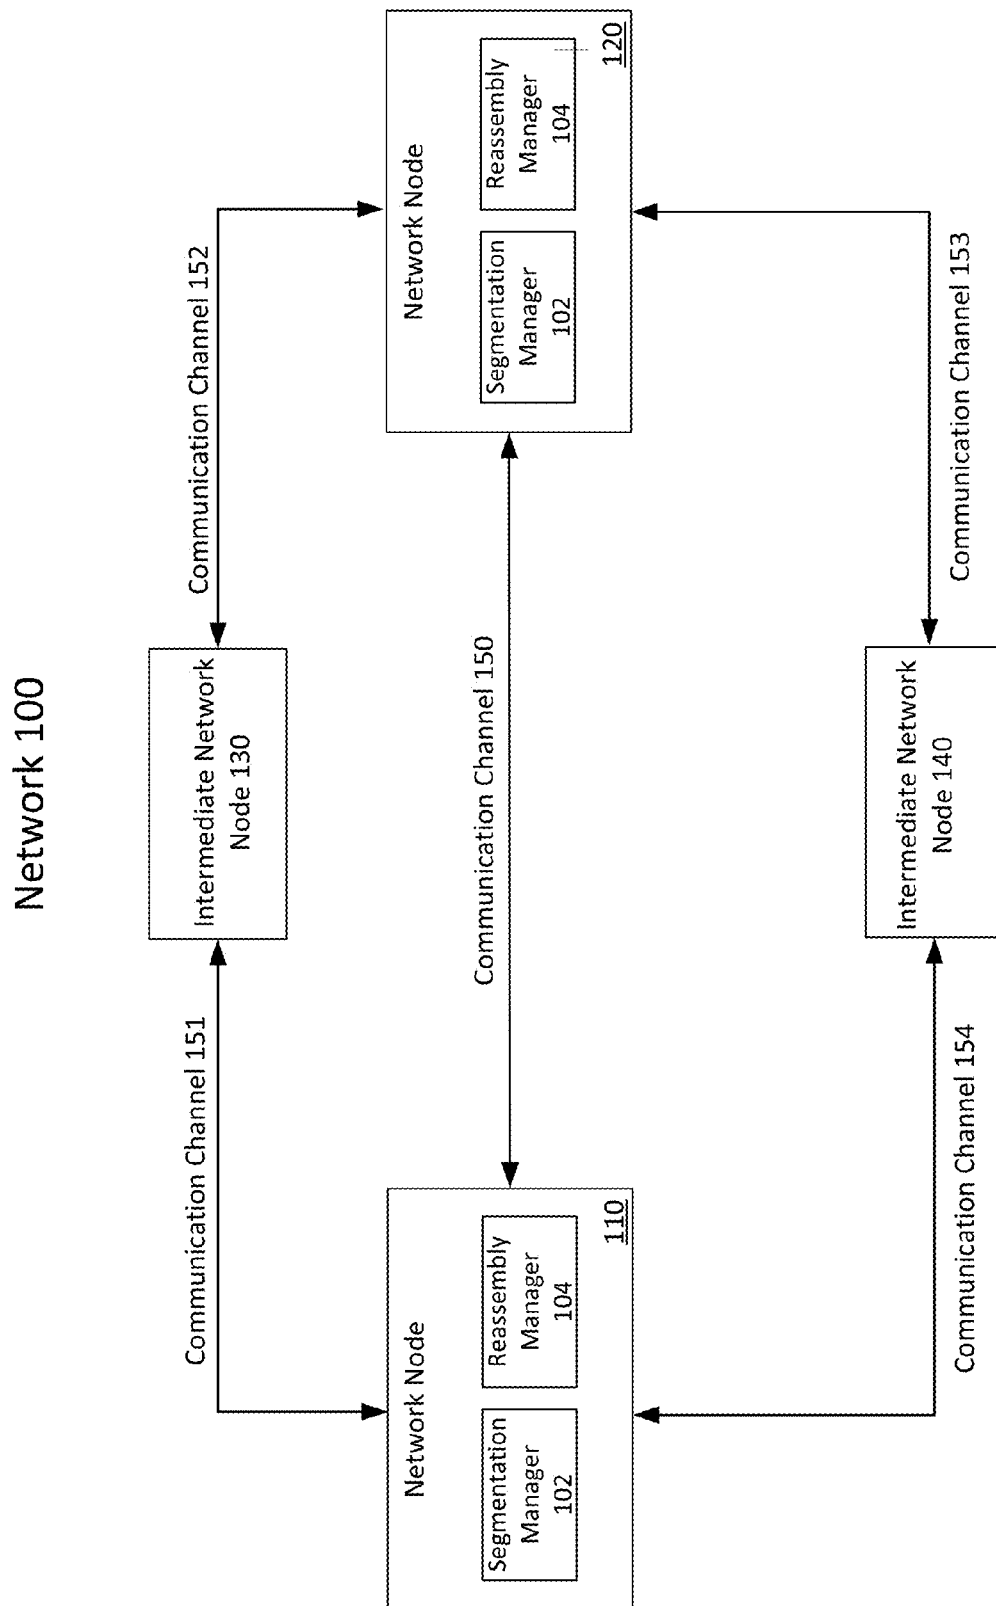 Network 100
Communication Channel 151
Intermediate Network
Node 130
Communication Channel 152
Network Node
Segmentation
Manager
102
Reassembly
Manager
104
110
Communication Channel 150
Network Node
Segmentation
Manager
102
Reassembly
Manager
104
120
Communication Channel 154
Intermediate Network
Node 140
Communication Channel 153